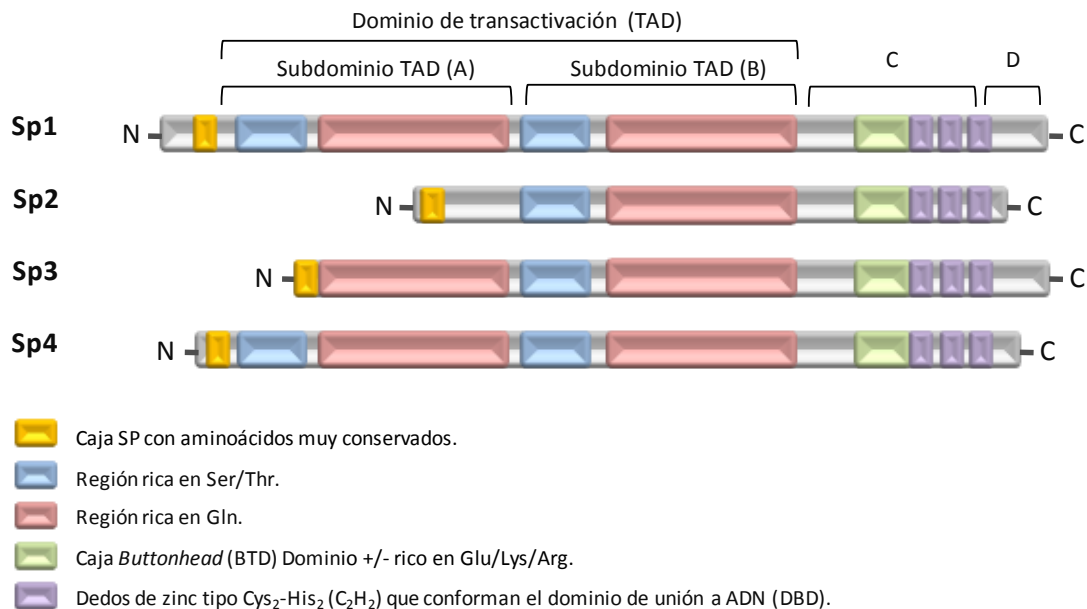 Dominio de transactivación (TAD)
Subdominio TAD (A) Subdominio TAD (B) C D
Sp1 N C
Sp2 N C
Sp3 N C
Sp4 N C
Caja SP con aminoácidos muy conservados.
Región rica en Ser/Thr.
Región rica en Gln.
Caja Buttonhead (BTD) Dominio +/- rico en Glu/Lys/Arg.
Dedos de zinc tipo Cys₂-His₂ (C₂H₂) que conforman el dominio de unión a ADN (DBD).